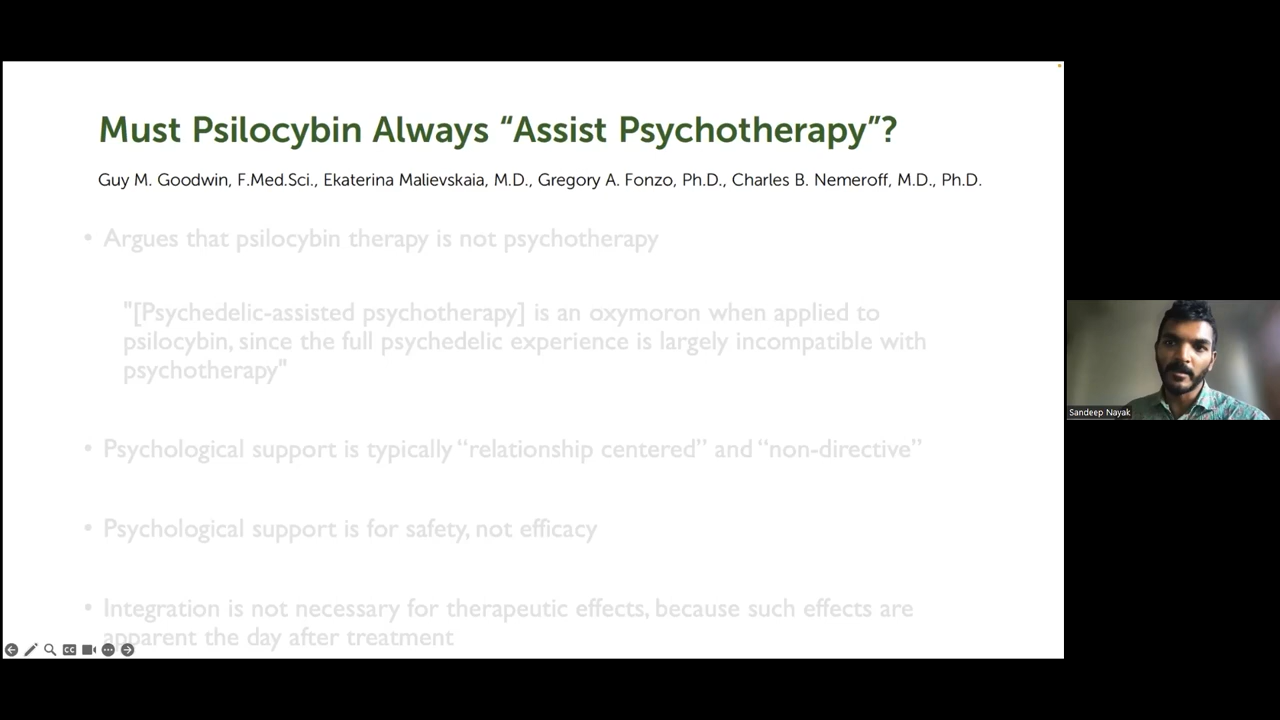 Must Psilocybin Always “Assist Psychotherapy”?
Guy M. Goodwin, F.Med.Sci., Ekaterina Malievskaia, M.D., Gregory A. Fonzo, Ph.D., Charles B. Nemeroff, M.D., Ph.D.
• Argues that psilocybin therapy is not psychotherapy
"[Psychedelic-assisted psychotherapy] is an oxymoron when applied to
psilocybin, since the full psychedelic experience is largely incompatible with
psychotherapy"
• Psychological support is typically “relationship centered” and “non-directive”
• Psychological support is for safety, not efficacy
• Integration is not necessary for therapeutic effects, because such effects are
apparent the day after treatment
CC
Sandeep Nayak